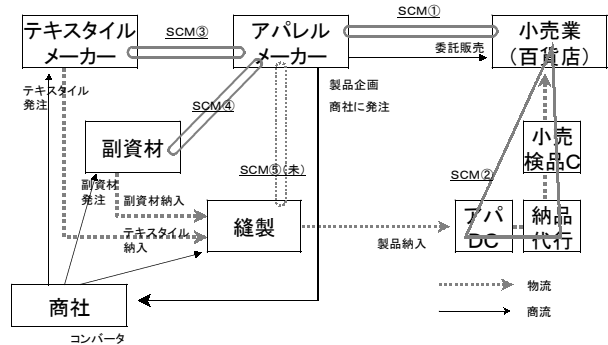 SCM①
テキスタイル
メーカー
SCM③
アパレル
メーカー
委託販売
小売業
(百貨店)
テキスタイル
発注
SCM④
製品企画
商社に発注
副資材
小売
検品C
副資材
発注
SCM⑤(未)
SCM②
副資材納入
テキスタイル
納入
縫製
製品納入
アパ
DC
納品
代行
商社
コンバータ
物流
商流